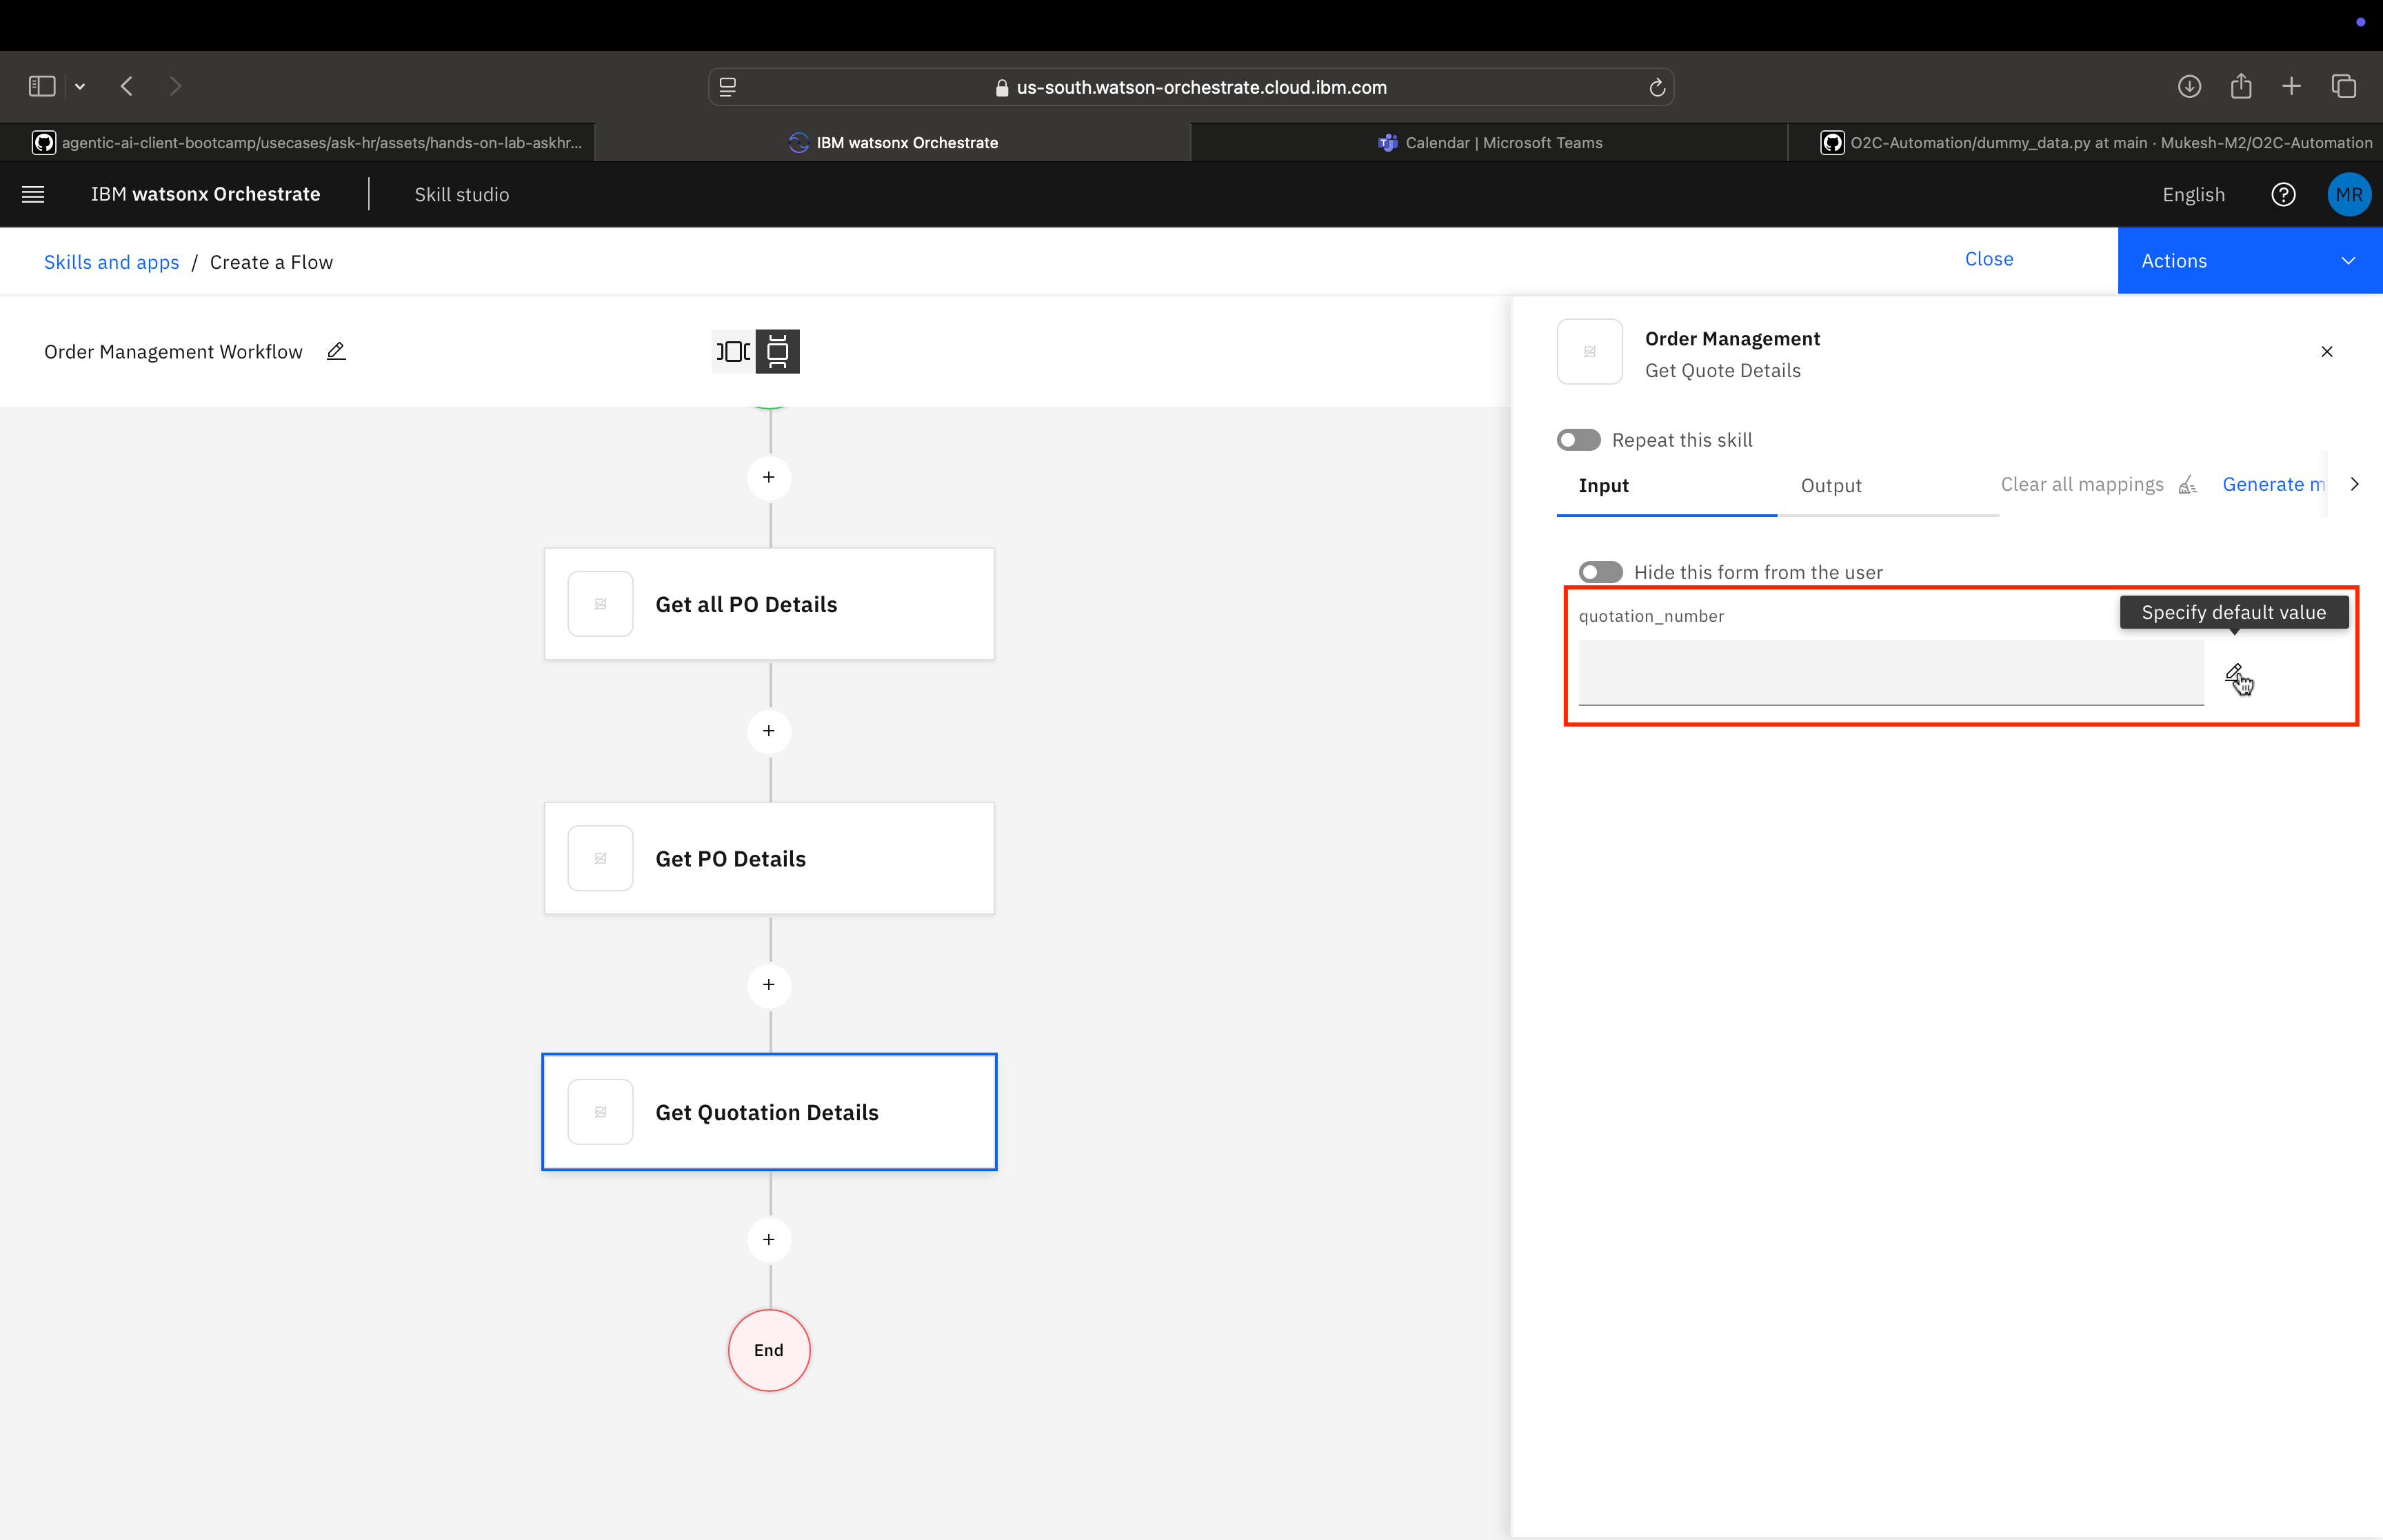 us-south.watson-orchestrate.cloud.ibm.com
agentic-ai-client-bootcamp/usecases/ask-hr/assets/hands-on-lab-askhr...
IBM watsonx Orchestrate
Calendar | Microsoft Teams
O2C-Automation/dummy_data.py at main · Mukesh-M2/O2C-Automation
IBM watsonx Orchestrate
Skill studio
English
MR
Skills and apps / Create a Flow
Close
Actions
Order Management Workflow
Order Management
Get Quote Details
Repeat this skill
Input
Output
Clear all mappings
Generate m
Hide this form from the user
quotation_number
Specify default value
Get all PO Details
Get PO Details
Get Quotation Details
End